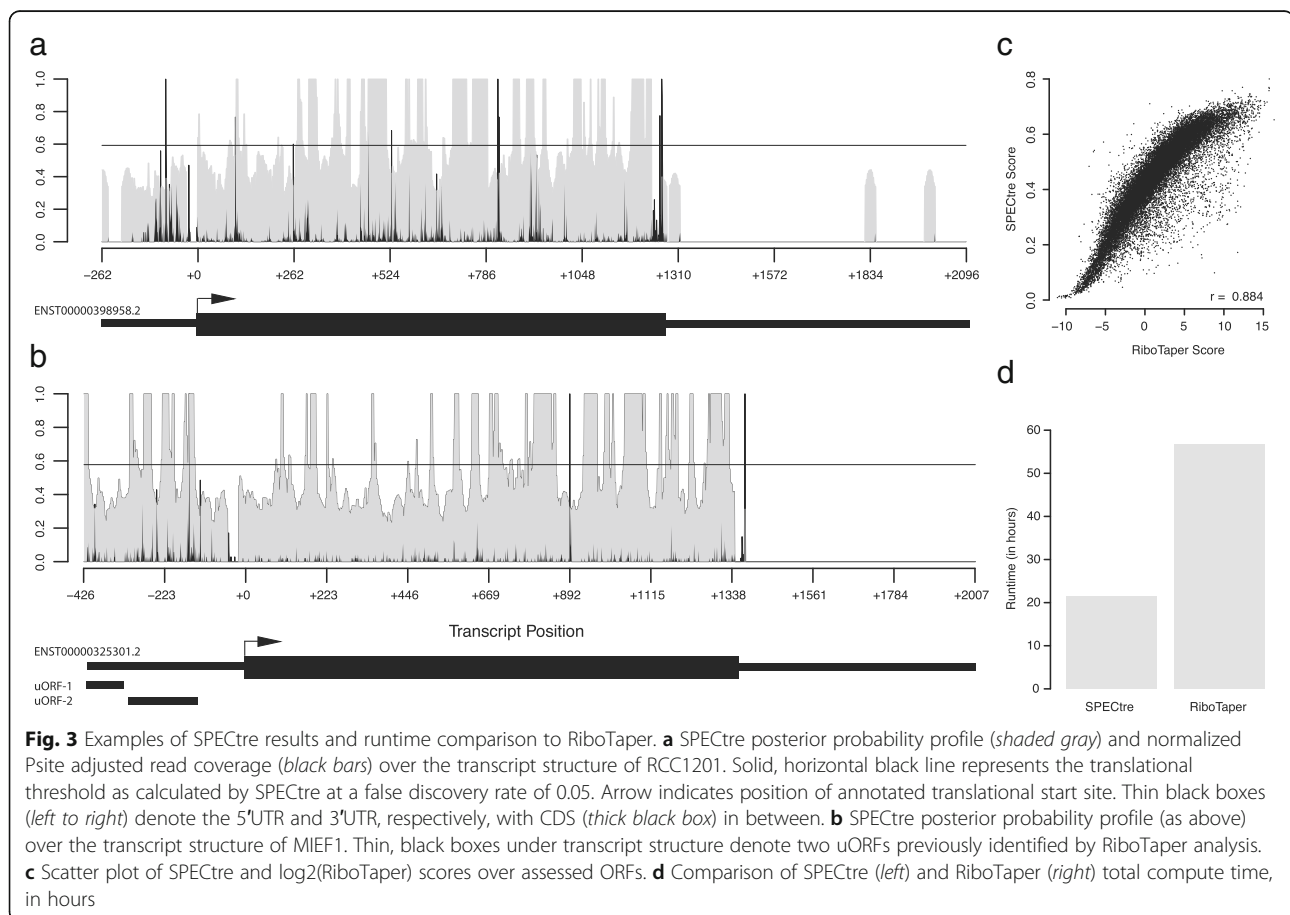 a
1.0
0.8
0.6
0.4
0.2
0.0
−262 +0 +262 +524 +786 +1048 +1310 +1572 +1834 +2096
ENST00000398958.2
b
1.0
0.8
0.6
0.4
0.2
0.0
−426 −223 +0 +223 +446 +669 +892 +1115 +1338 +1561 +1784 +2007
Transcript Position
ENST00000325301.2
uORF-1
uORF-2
c
SPECtre Score
0.8
0.6
0.4
0.2
0.0
r = 0.884
−10 −5 0 5 10 15
RiboTaper Score
d
Runtime (in hours)
60
50
40
30
20
10
0
SPECtre RiboTaper
Fig. 3 Examples of SPECtre results and runtime comparison to RiboTaper. a SPECtre posterior probability profile (shaded gray) and normalized
Psite adjusted read coverage (black bars) over the transcript structure of RCC1201. Solid, horizontal black line represents the translational
threshold as calculated by SPECtre at a false discovery rate of 0.05. Arrow indicates position of annotated translational start site. Thin black boxes
(left to right) denote the 5′UTR and 3′UTR, respectively, with CDS (thick black box) in between. b SPECtre posterior probability profile (as above)
over the transcript structure of MIEF1. Thin, black boxes under transcript structure denote two uORFs previously identified by RiboTaper analysis.
c Scatter plot of SPECtre and log2(RiboTaper) scores over assessed ORFs. d Comparison of SPECtre (left) and RiboTaper (right) total compute time,
in hours